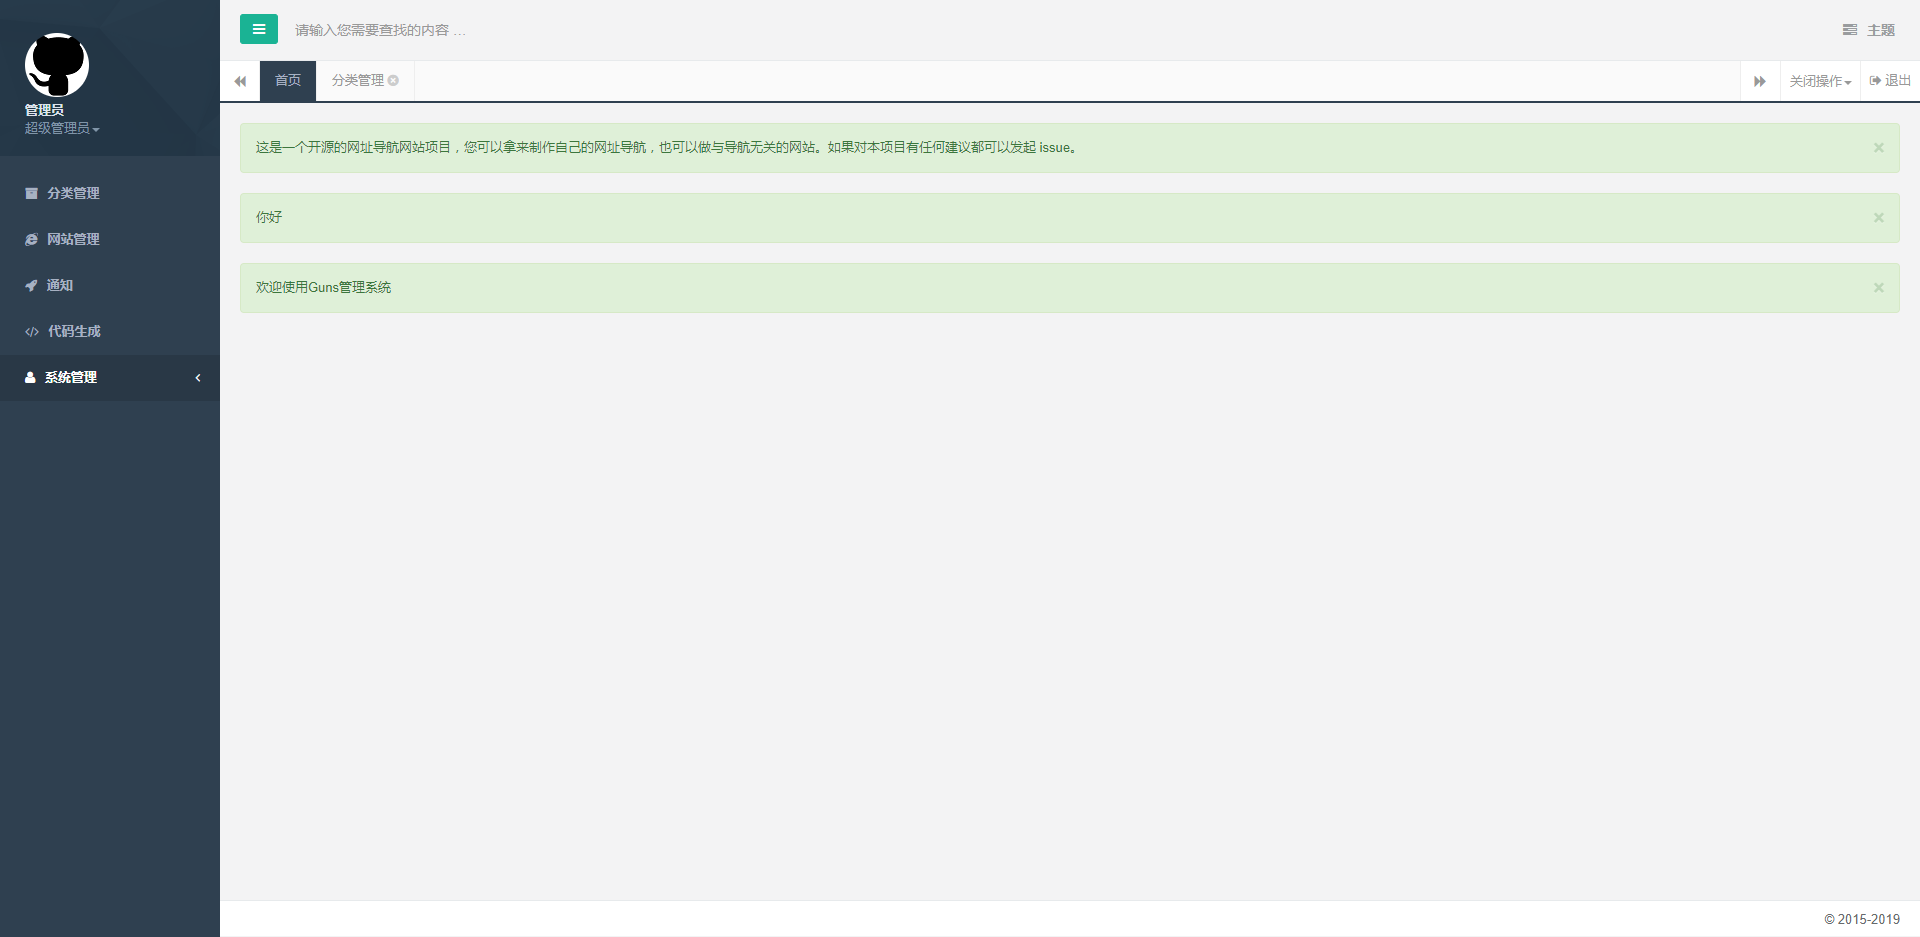 管理员
超级管理员
分类管理
网站管理
通知
代码生成
系统管理
请输入您需要查找的内容 …
主题
首页
分类管理
关闭操作
退出
这是一个开源的网址导航网站项目，您可以拿来制作自己的网址导航，也可以做与导航无关的网站。如果对本项目有任何建议都可以发起 issue。
×
你好
×
欢迎使用Guns管理系统
×
© 2015-2019